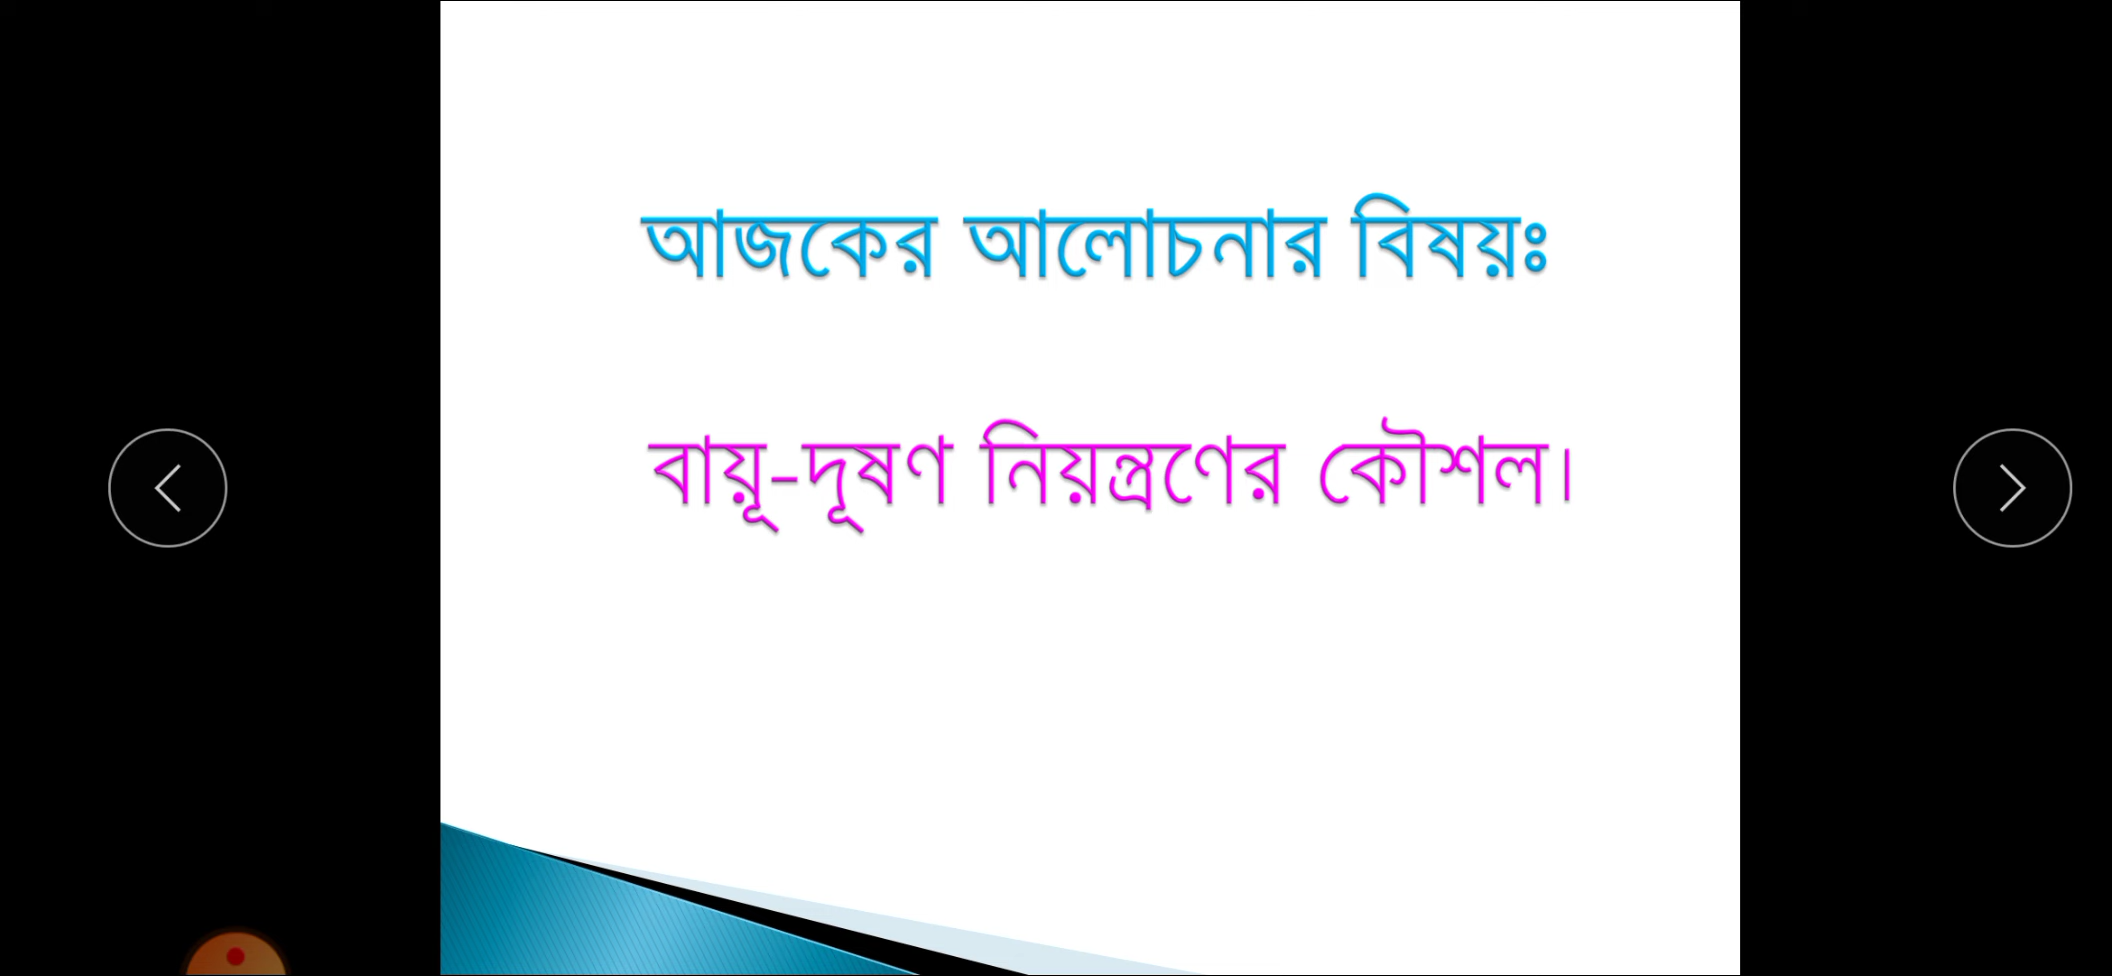 আজকের আলোচনার বিষয়ঃ
বায়ূ-দূষণ নিয়ন্ত্রণের কৌশল।